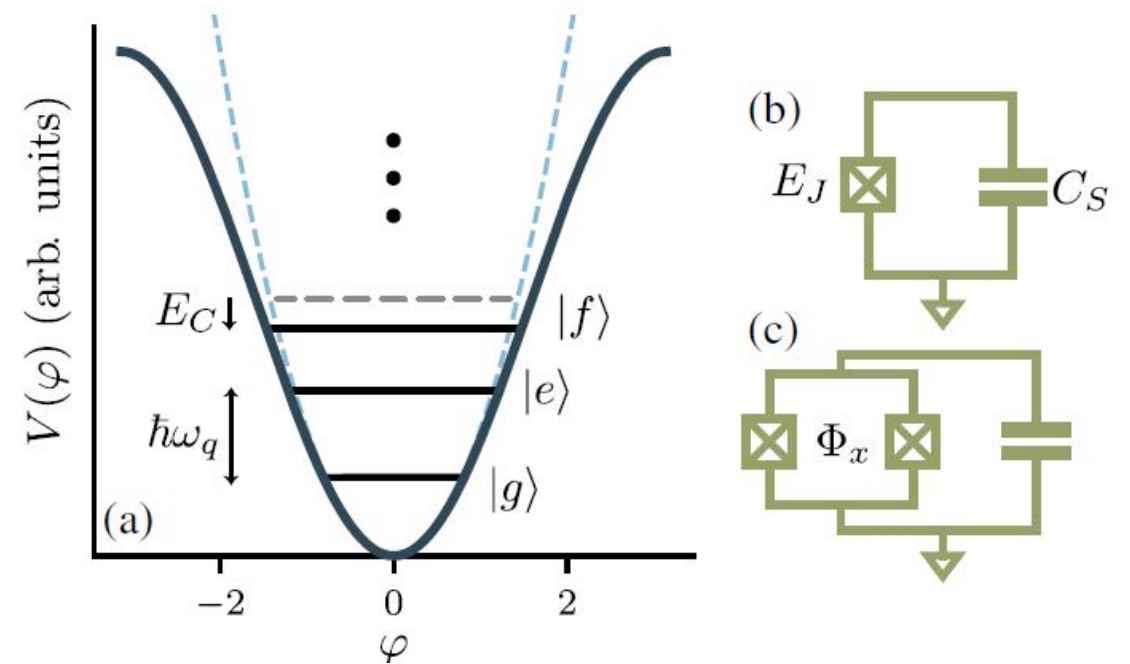 V(φ) (arb. units)
E_C
ħω_q
|f⟩
|e⟩
|g⟩
(a)
−2
0
2
φ
(b)
E_J
C_S
(c)
Φ_x